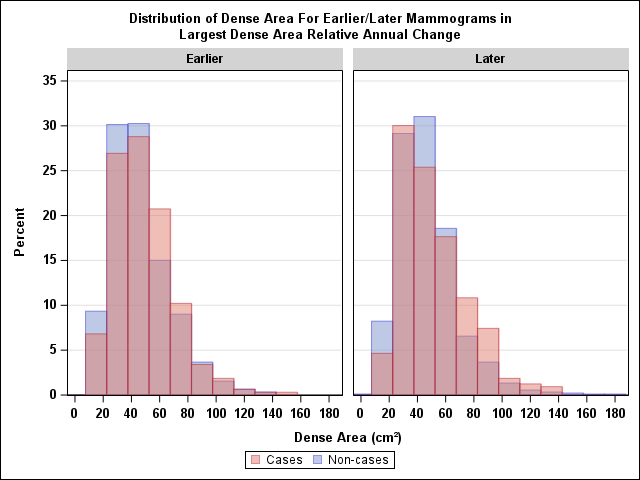 Distribution of Dense Area For Earlier/Later Mammograms in
Largest Dense Area Relative Annual Change
Earlier
Later
35
30
25
20
15
10
5
0
Percent
0 20 40 60 80 100 120 140 160 180
0 20 40 60 80 100 120 140 160 180
Dense Area (cm²)
Cases Non-cases